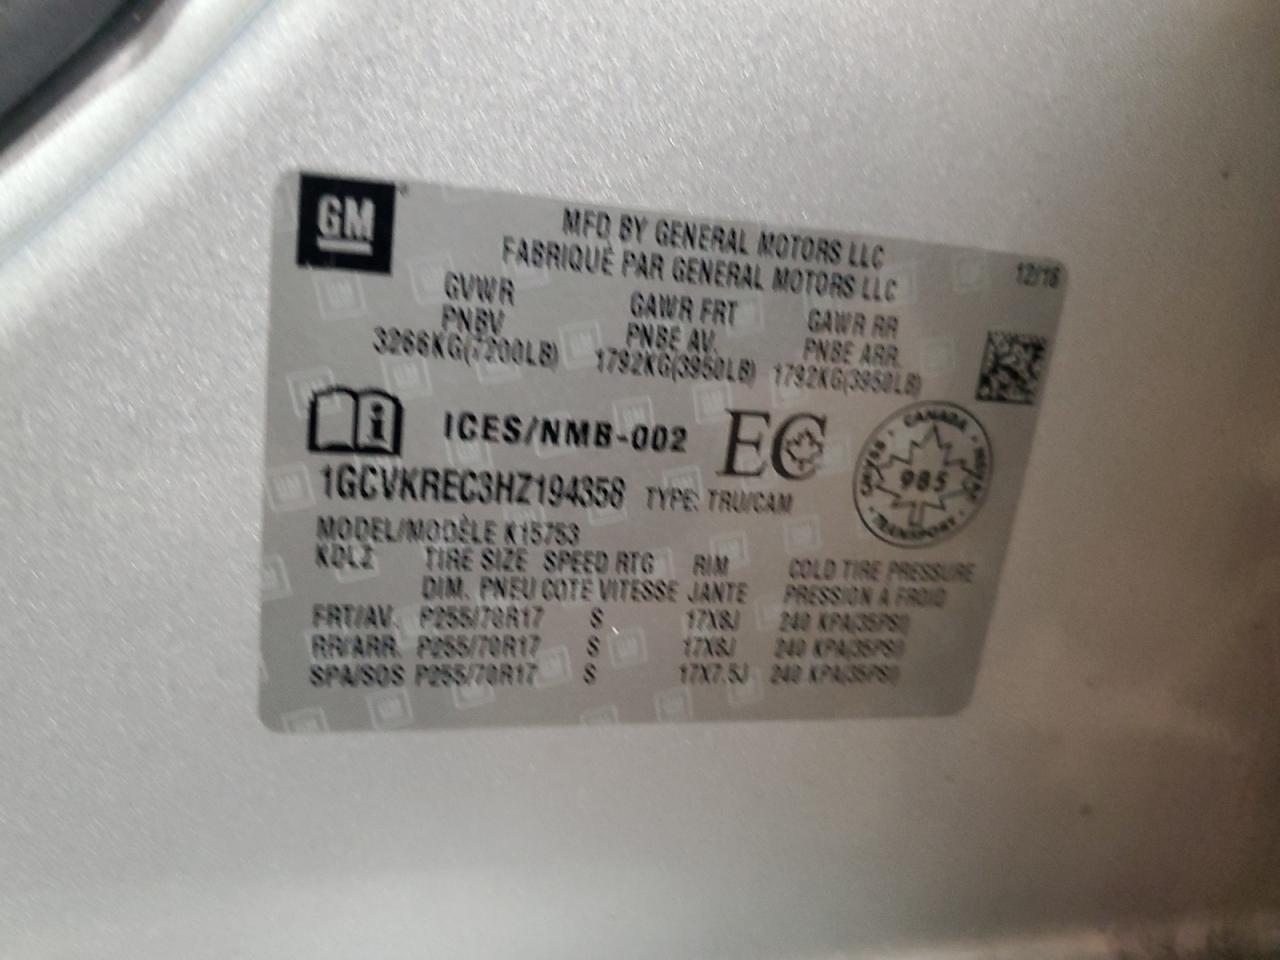 GM
MFD BY GENERAL MOTORS LLC
FABRIQUÉ PAR GENERAL MOTORS LLC
12/16
GVWR GAWR FRT GAWR RR
PNBV PNBE AV. PNBE ARR.
3266KG(7200LB) 1792KG(3950LB) 1792KG(3950LB)
i ICES/NMB-002 EC
1GCVKREC3HZ194358 TYPE: TRU/CAM
CANADA
985
TRANSPORT
MODEL/MODÈLE K15753
KDLZ TIRE SIZE SPEED RTG RIM COLD TIRE PRESSURE
DIM. PNEU COTE VITESSE JANTE PRESSION A FROID
FRT/AV. P255/70R17 S 17X8J 240 KPA(35PSI)
RR/ARR. P255/70R17 S 17X8J 240 KPA(35PSI)
SPA/SOS P255/70R17 S 17X7.5J 240 KPA(35PSI)